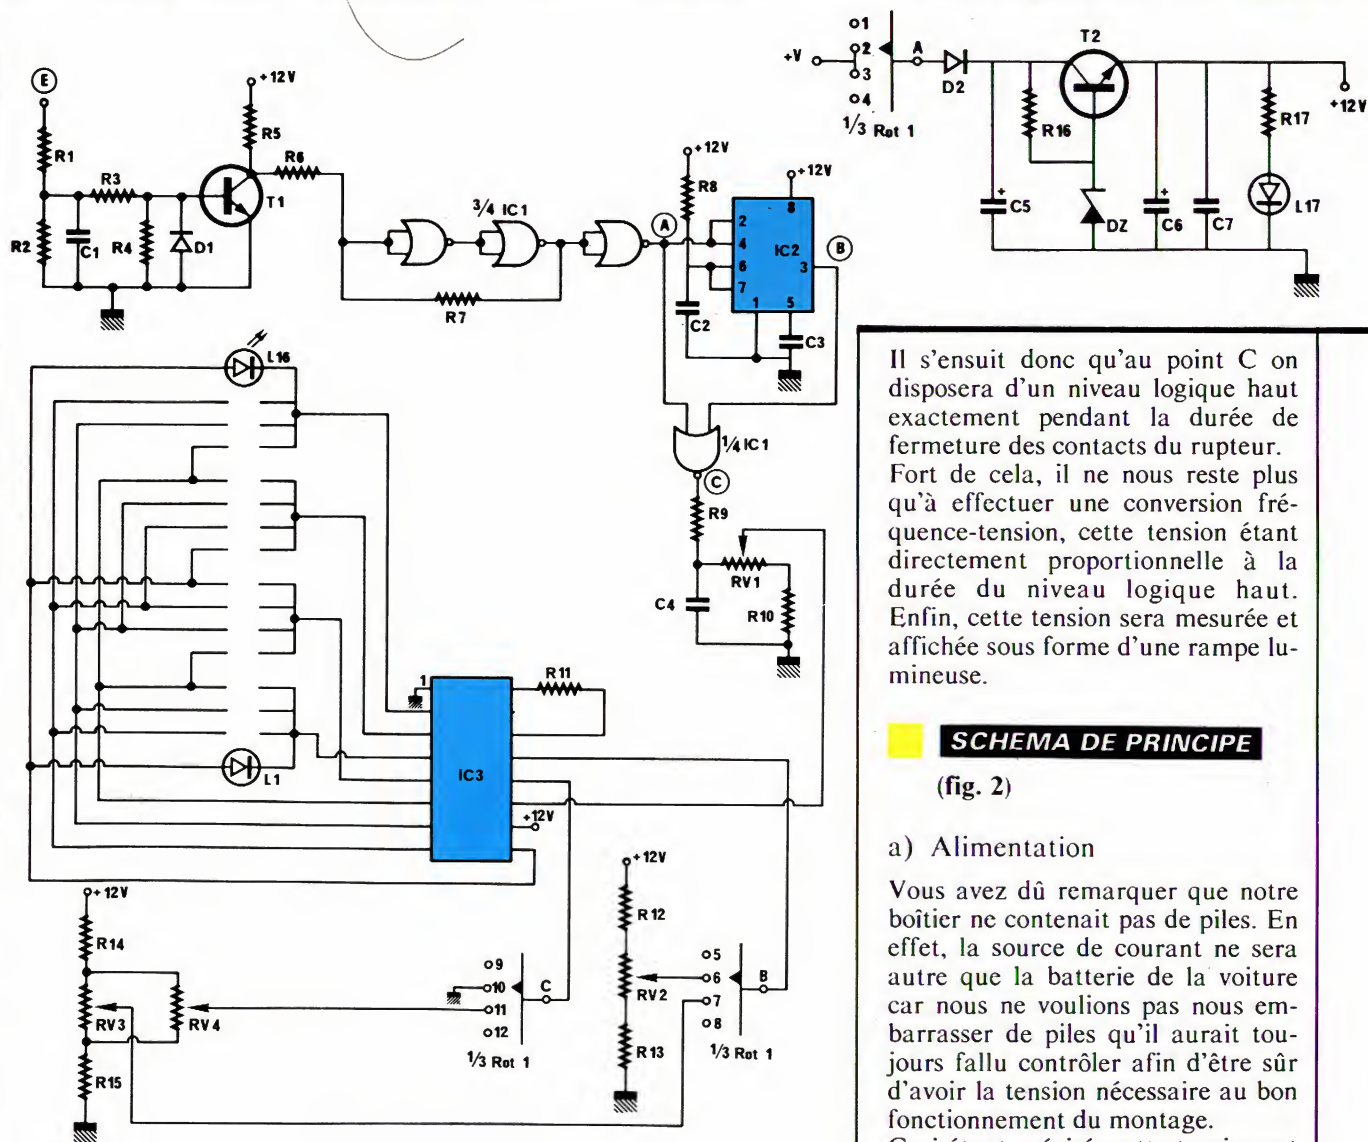 E
+12V
R5
R1
R3
R6
R2
C1
R4
D1
T1
3/4 IC1
R7
A
+12V
R8
+12V
8
2
4
6
7
IC2
3
1
5
B
C2
C3
1/4 IC1
C
R9
RV1
C4
R10
+V
1
2
3
4
1/3 Rot 1
A
D2
T2
R16
C5
+
DZ
C6
+
C7
R17
L17
+12V
L16
L1
1
IC3
R11
+12V
+12V
R14
RV3
RV4
R15
9
10
11
12
C
1/3 Rot 1
+12V
R12
RV2
R13
5
6
7
8
B
1/3 Rot 1
Il s'ensuit donc qu'au point C on
disposera d'un niveau logique haut
exactement pendant la durée de
fermeture des contacts du rupteur.
Fort de cela, il ne nous reste plus
qu'à effectuer une conversion fré-
quence-tension, cette tension étant
directement proportionnelle à la
durée du niveau logique haut.
Enfin, cette tension sera mesurée et
affichée sous forme d'une rampe lu-
mineuse.
SCHEMA DE PRINCIPE
(fig. 2)
a) Alimentation
Vous avez dû remarquer que notre
boîtier ne contenait pas de piles. En
effet, la source de courant ne sera
autre que la batterie de la voiture
car nous ne voulions pas nous em-
barrasser de piles qu'il aurait tou-
jours fallu contrôler afin d'être sûr
d'avoir la tension nécessaire au bon
fonctionnement du montage.